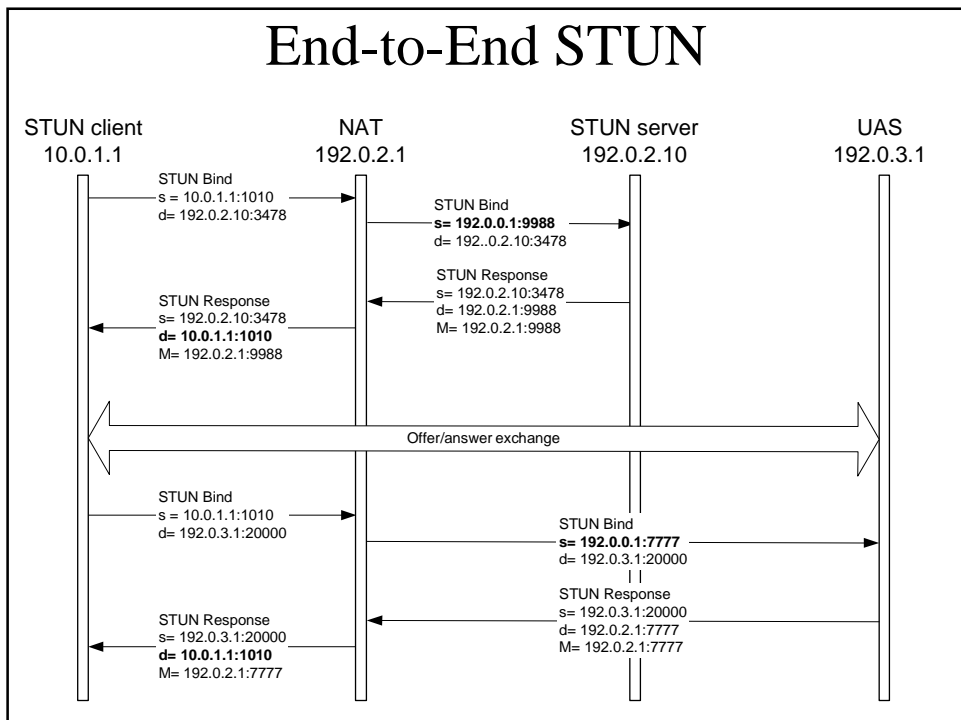 End-to-End STUN
STUN client
10.0.1.1
NAT
192.0.2.1
STUN server
192.0.2.10
UAS
192.0.3.1
STUN Bind
s = 10.0.1.1:1010
d= 192.0.2.10:3478
STUN Bind
s= 192.0.0.1:9988
d= 192..0.2.10:3478
STUN Response
s= 192.0.2.10:3478
d= 192.0.2.1:9988
M= 192.0.2.1:9988
STUN Response
s= 192.0.2.10:3478
d= 10.0.1.1:1010
M= 192.0.2.1:9988
Offer/answer exchange
STUN Bind
s = 10.0.1.1:1010
d= 192.0.3.1:20000
STUN Bind
s= 192.0.0.1:7777
d= 192.0.3.1:20000
STUN Response
s= 192.0.3.1:20000
d= 192.0.2.1:7777
M= 192.0.2.1:7777
STUN Response
s= 192.0.3.1:20000
d= 10.0.1.1:1010
M= 192.0.2.1:7777